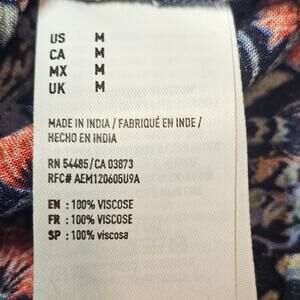 US M
CA M
MX M
UK M
MADE IN INDIA / FABRIQUÉ EN INDE /
HECHO EN INDIA
RN 54485/CA 03873
RFC# AEM120605U9A
EN : 100% VISCOSE
FR : 100% VISCOSE
SP : 100% viscosa